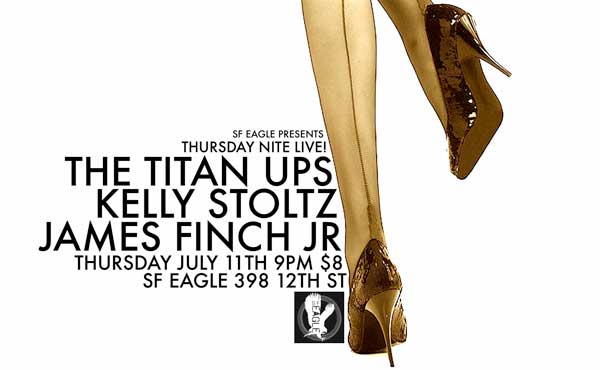 SF EAGLE PRESENTS
THURSDAY NITE LIVE!
THE TITAN UPS
KELLY STOLTZ
JAMES FINCH JR
THURSDAY JULY 11TH 9PM $8
SF EAGLE 398 12TH ST
EAGLE